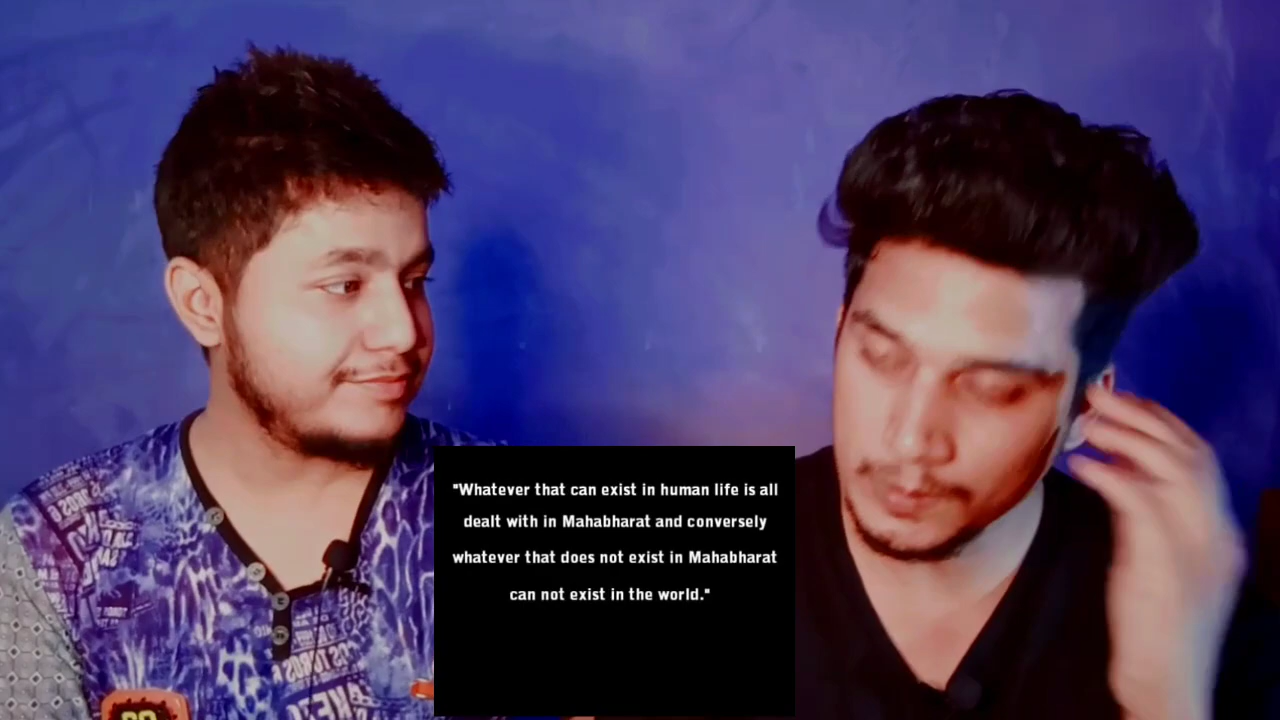 "Whatever that can exist in human life is all
dealt with in Mahabharat and conversely
whatever that does not exist in Mahabharat
can not exist in the world."